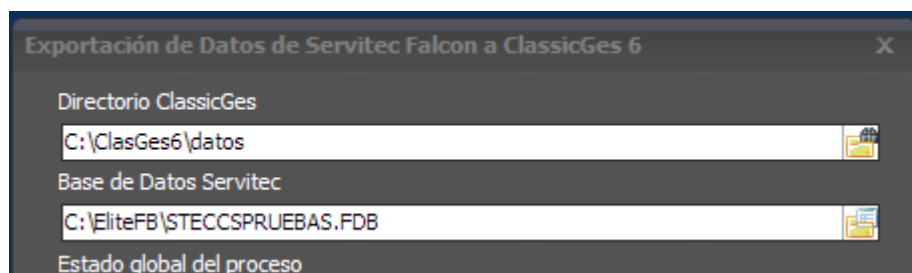 Exportación de Datos de Servitec Falcon a ClassicGes 6 X
Directorio ClassicGes
C:\ClasGes6\datos
Base de Datos Servitec
C:\EliteFB\STECCSPRUEBAS.FDB
Estado global del proceso